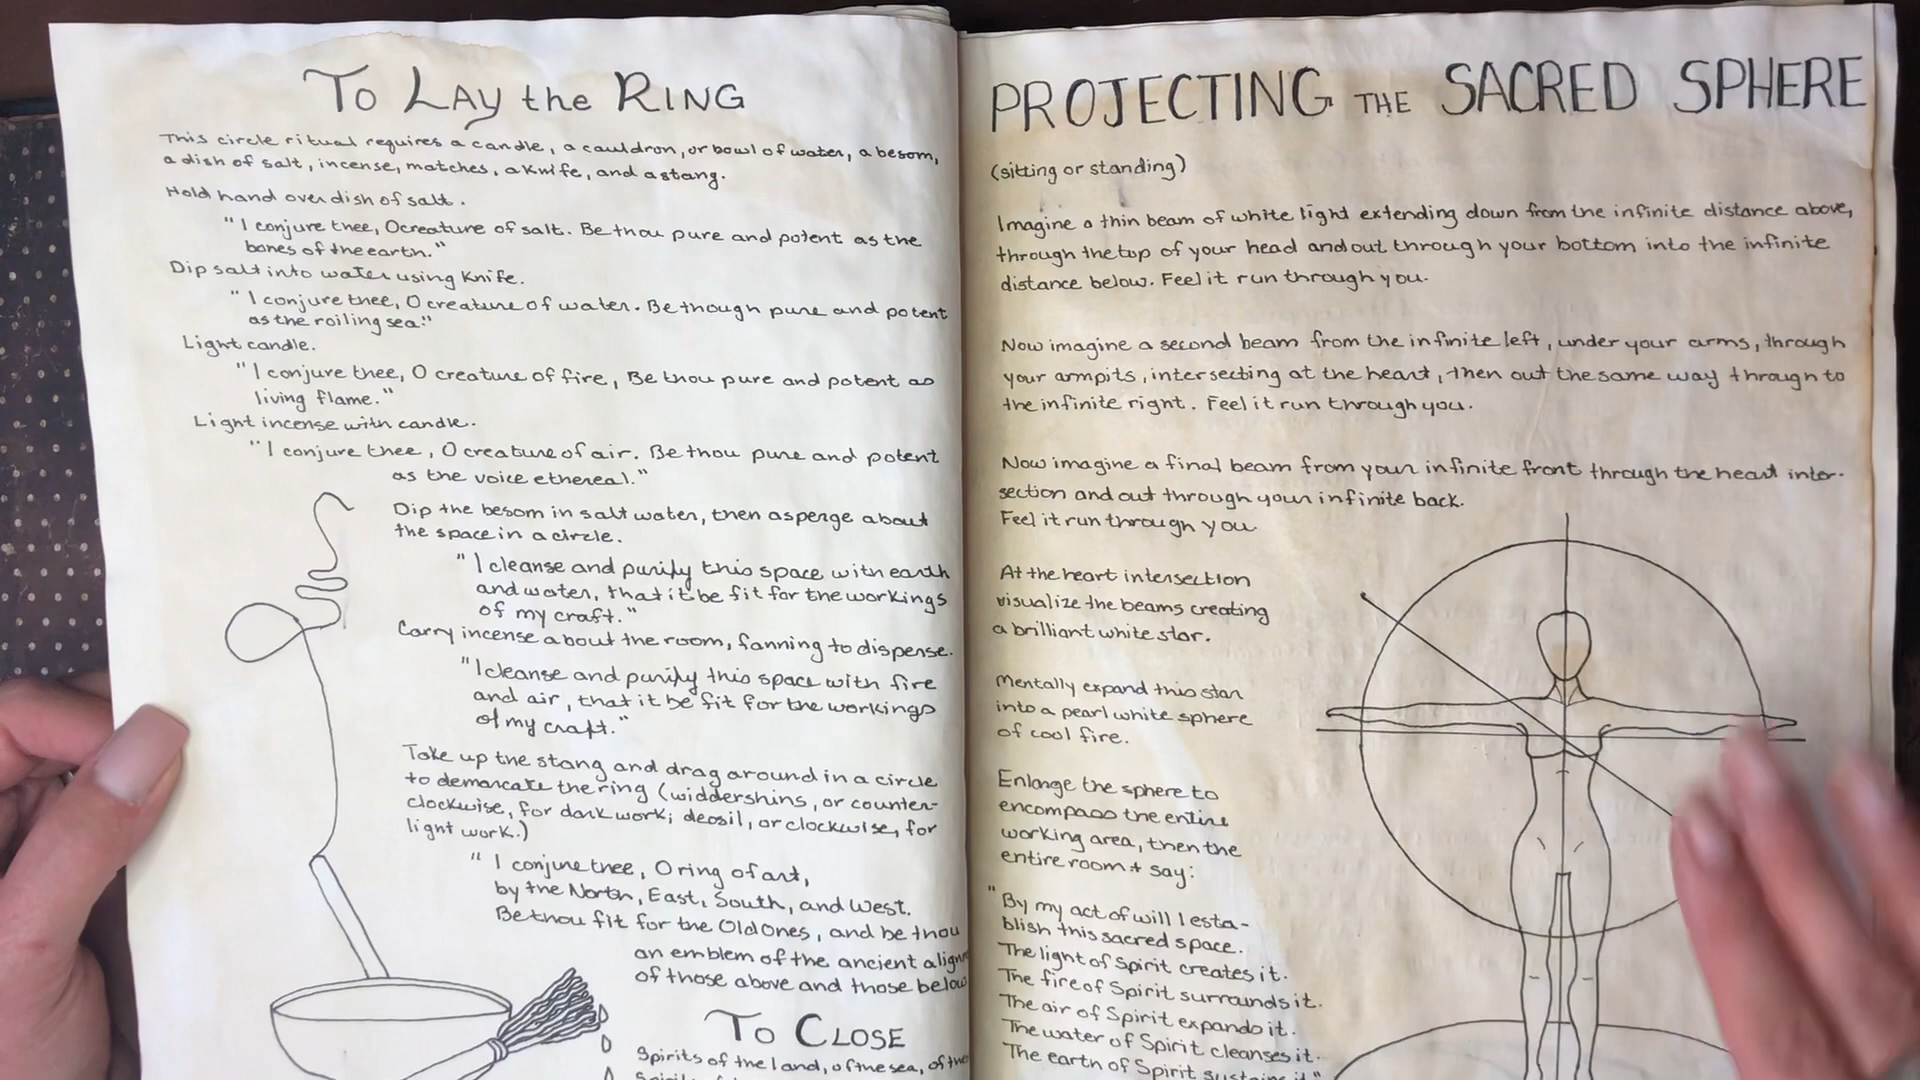 To Lay the Ring
This circle ritual requires a candle, a cauldron, or bowl of water, a besom,
a dish of salt, incense, matches, a knife, and a stang.
Hold hand over dish of salt.
"I conjure thee, O creature of salt. Be thou pure and potent as the
bones of the earth."
Dip salt into water using knife.
"I conjure thee, O creature of water. Be though pure and potent
as the roiling sea."
Light candle.
"I conjure thee, O creature of fire, Be thou pure and potent as
living flame."
Light incense with candle.
"I conjure thee, O creature of air. Be thou pure and potent
as the voice ethereal."
Dip the besom in salt water, then asperge about
the space in a circle.
"I cleanse and purify this space with earth
and water, that it be fit for the workings
of my craft."
Carry incense about the room, fanning to dispense.
"I cleanse and purify this space with fire
and air, that it be fit for the workings
of my craft."
Take up the stang and drag around in a circle
to demarcate the ring (widdershins, or counter-
clockwise, for dark work; deosil, or clockwise, for
light work.)
"I conjure thee, O ring of art,
by the North, East, South, and West.
Be thou fit for the Old Ones, and be thou
an emblem of the ancient
of those above and those below
To Close
Spirits of the land, of the sea, of the
PROJECTING THE SACRED SPHERE
(sitting or standing)
Imagine a thin beam of white light extending down from the infinite distance above,
through the top of your head and out through your bottom into the infinite
distance below. Feel it run through you.
Now imagine a second beam from the infinite left, under your arms, through
your armpits, intersecting at the heart, then out the same way through to
the infinite right. Feel it run through you.
Now imagine a final beam from your infinite front through the heart inter-
section and out through your infinite back.
Feel it run through you.
At the heart intersection
visualize the beams creating
a brilliant white star.
Mentally expand this star
into a pearl white sphere
of cool fire.
Enlarge the sphere to
encompass the entire
working area, then the
entire room + say:
"By my act of will I esta-
blish this sacred space.
The light of Spirit creates it.
The fire of Spirit surrounds it.
The air of Spirit expands it.
The water of Spirit cleanses it.
The earth of Spirit sustains it."